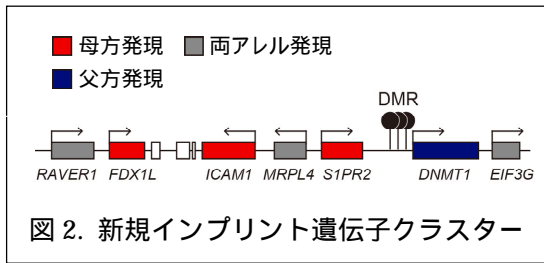 母方発現 両アレル発現
父方発現
DMR
RAVER1 FDX1L ICAM1 MRPL4 S1PR2 DNMT1 EIF3G
図 2. 新規インプリント遺伝子クラスター